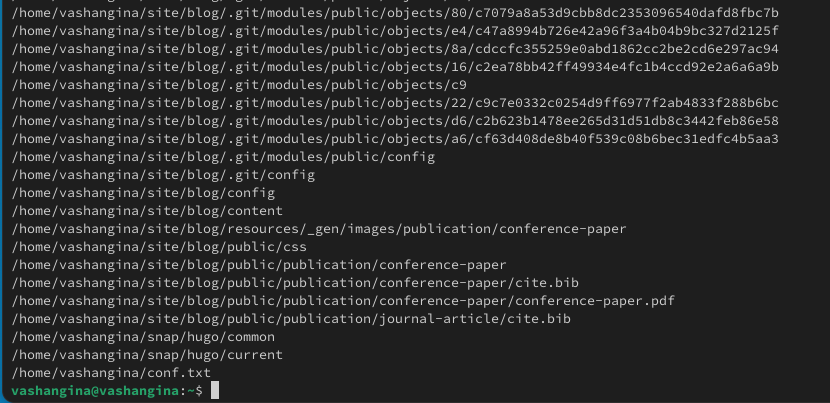 /home/vashangina/site/blog/.git/modules/public/objects/80/c7079a8a53d9cbb8dc2353096540dafd8fbc7b
/home/vashangina/site/blog/.git/modules/public/objects/e4/c47a8994b726e42a96f3a4b04b9bc327d2125f
/home/vashangina/site/blog/.git/modules/public/objects/8a/cdccfc355259e0abd1862cc2be2cd6e297ac94
/home/vashangina/site/blog/.git/modules/public/objects/16/c2ea78bb42ff49934e4fc1b4ccd92e2a6a6a9b
/home/vashangina/site/blog/.git/modules/public/objects/c9
/home/vashangina/site/blog/.git/modules/public/objects/22/c9c7e0332c0254d9ff6977f2ab4833f288b6bc
/home/vashangina/site/blog/.git/modules/public/objects/d6/c2b623b1478ee265d31d51db8c3442feb86e58
/home/vashangina/site/blog/.git/modules/public/objects/a6/cf63d408de8b40f539c08b6bec31edfc4b5aa3
/home/vashangina/site/blog/.git/modules/public/config
/home/vashangina/site/blog/.git/config
/home/vashangina/site/blog/config
/home/vashangina/site/blog/content
/home/vashangina/site/blog/resources/_gen/images/publication/conference-paper
/home/vashangina/site/blog/public/css
/home/vashangina/site/blog/public/publication/conference-paper
/home/vashangina/site/blog/public/publication/conference-paper/cite.bib
/home/vashangina/site/blog/public/publication/conference-paper/conference-paper.pdf
/home/vashangina/site/blog/public/publication/journal-article/cite.bib
/home/vashangina/snap/hugo/common
/home/vashangina/snap/hugo/current
/home/vashangina/conf.txt
vashangina@vashangina:~$